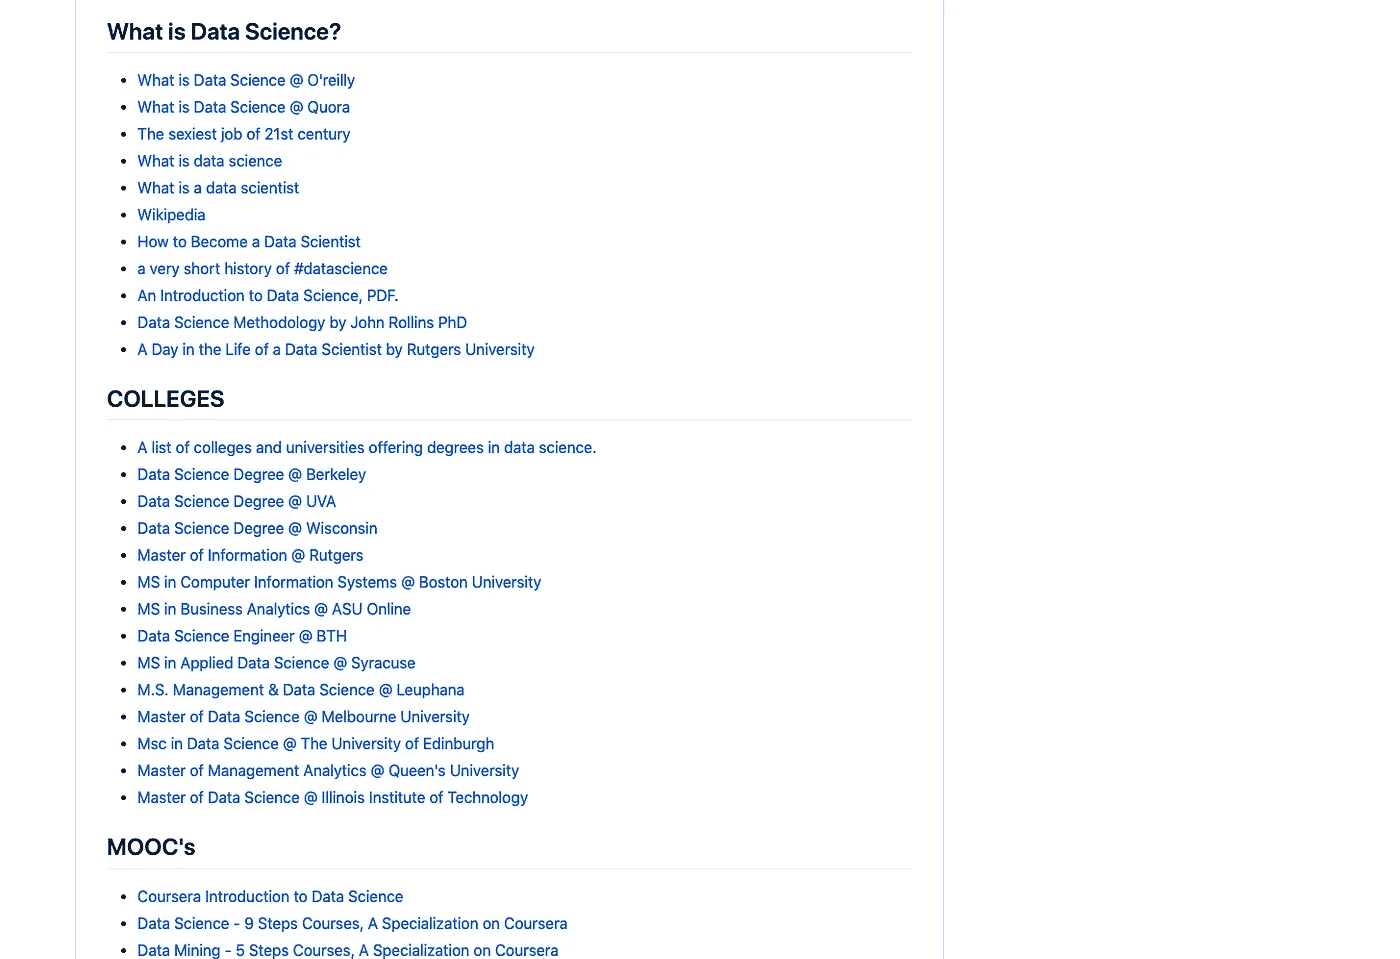 What is Data Science?
What is Data Science @ O'reilly
What is Data Science @ Quora
The sexiest job of 21st century
What is data science
What is a data scientist
Wikipedia
How to Become a Data Scientist
a very short history of #datascience
An Introduction to Data Science, PDF.
Data Science Methodology by John Rollins PhD
A Day in the Life of a Data Scientist by Rutgers University
COLLEGES
A list of colleges and universities offering degrees in data science.
Data Science Degree @ Berkeley
Data Science Degree @ UVA
Data Science Degree @ Wisconsin
Master of Information @ Rutgers
MS in Computer Information Systems @ Boston University
MS in Business Analytics @ ASU Online
Data Science Engineer @ BTH
MS in Applied Data Science @ Syracuse
M.S. Management & Data Science @ Leuphana
Master of Data Science @ Melbourne University
Msc in Data Science @ The University of Edinburgh
Master of Management Analytics @ Queen's University
Master of Data Science @ Illinois Institute of Technology
MOOC's
Coursera Introduction to Data Science
Data Science - 9 Steps Courses, A Specialization on Coursera
Data Mining - 5 Steps Courses, A Specialization on Coursera